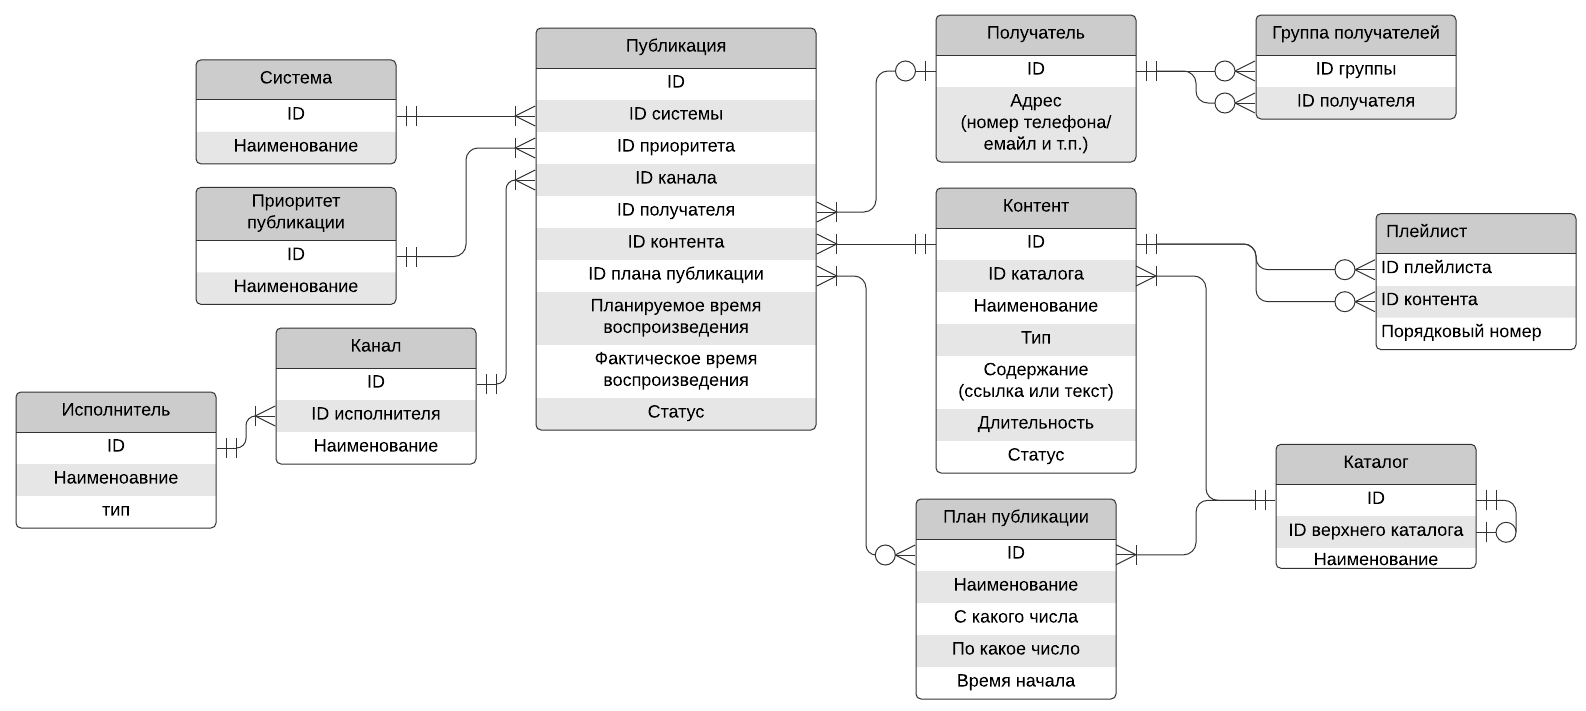 Система
ID
Наименование
Приоритет
публикации
ID
Наименование
Канал
ID
ID исполнителя
Наименование
Исполнитель
ID
Наименоавние
тип
Публикация
ID
ID системы
ID приоритета
ID канала
ID получателя
ID контента
ID плана публикации
Планируемое время
воспроизведения
Фактическое время
воспроизведения
Статус
Получатель
ID
Адрес
(номер телефона/
емайл и т.п.)
Группа получателей
ID группы
ID получателя
Контент
ID
ID каталога
Наименование
Тип
Содержание
(ссылка или текст)
Длительность
Статус
Плейлист
ID плейлиста
ID контента
Порядковый номер
Каталог
ID
ID верхнего каталога
Наименование
План публикации
ID
Наименование
С какого числа
По какое число
Время начала